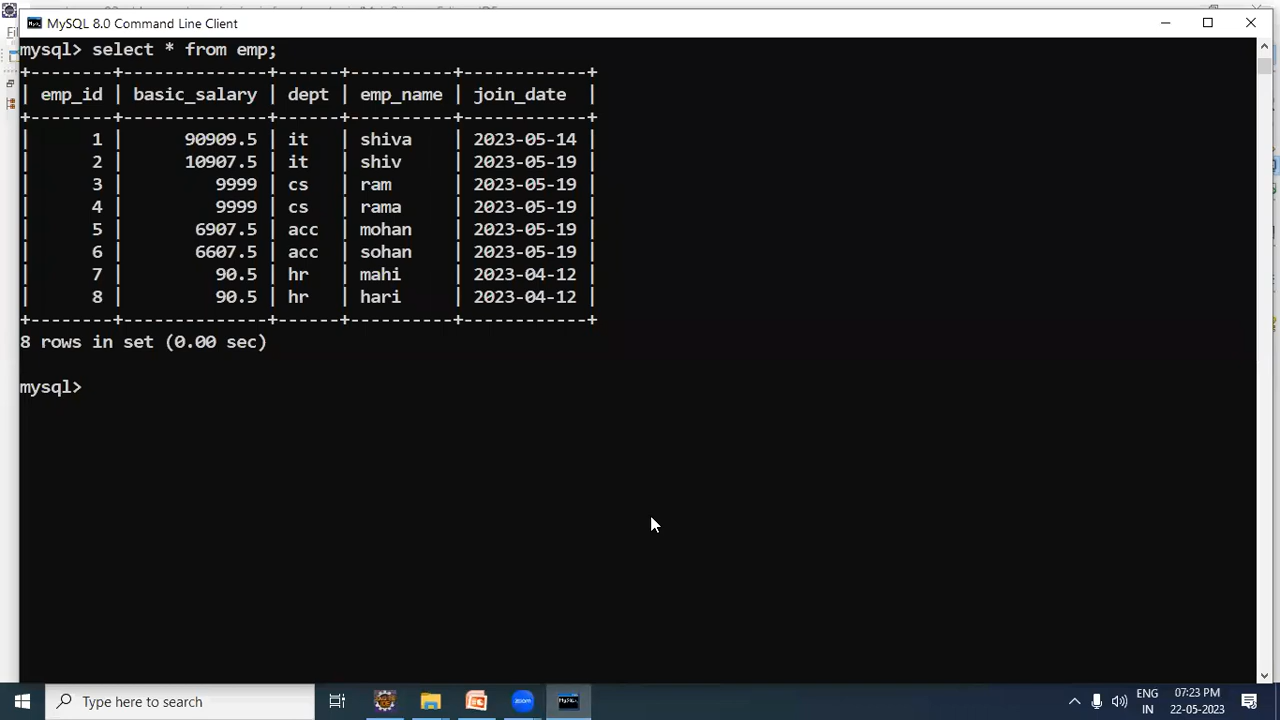 MySQL 8.0 Command Line Client
mysql> select * from emp;
+--------+--------------+------+----------+------------+
| emp_id | basic_salary | dept | emp_name | join_date  |
+--------+--------------+------+----------+------------+
|      1 |      90909.5 | it   | shiva    | 2023-05-14 |
|      2 |      10907.5 | it   | shiv     | 2023-05-19 |
|      3 |         9999 | cs   | ram      | 2023-05-19 |
|      4 |         9999 | cs   | rama     | 2023-05-19 |
|      5 |       6907.5 | acc  | mohan    | 2023-05-19 |
|      6 |       6607.5 | acc  | sohan    | 2023-05-19 |
|      7 |         90.5 | hr   | mahi     | 2023-04-12 |
|      8 |         90.5 | hr   | hari     | 2023-04-12 |
+--------+--------------+------+----------+------------+
8 rows in set (0.00 sec)
mysql>
Type here to search
zoom
ENG
IN
07:23 PM
22-05-2023